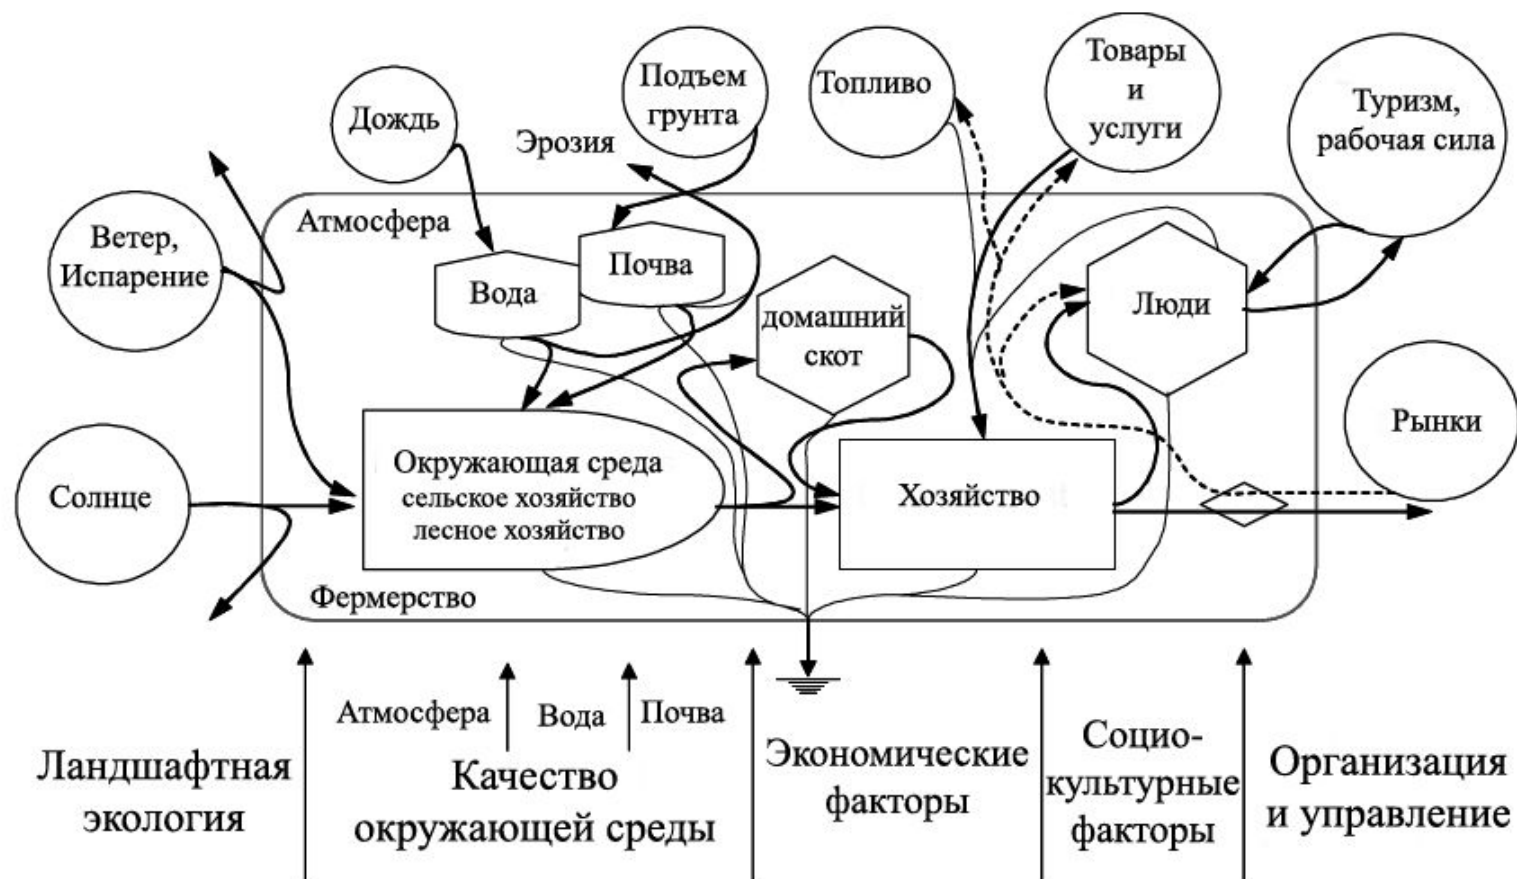 Дождь
Подъем
грунта
Эрозия
Топливо
Товары
и
услуги
Туризм,
рабочая сила
Ветер,
Испарение
Атмосфера
Вода
Почва
домашний
скот
Люди
Рынки
Солнце
Окружающая среда
сельское хозяйство
лесное хозяйство
Хозяйство
Фермерство
Атмосфера
Вода
Почва
Ландшафтная
экология
Качество
окружающей среды
Экономические
факторы
Социо-
культурные
факторы
Организация
и управление